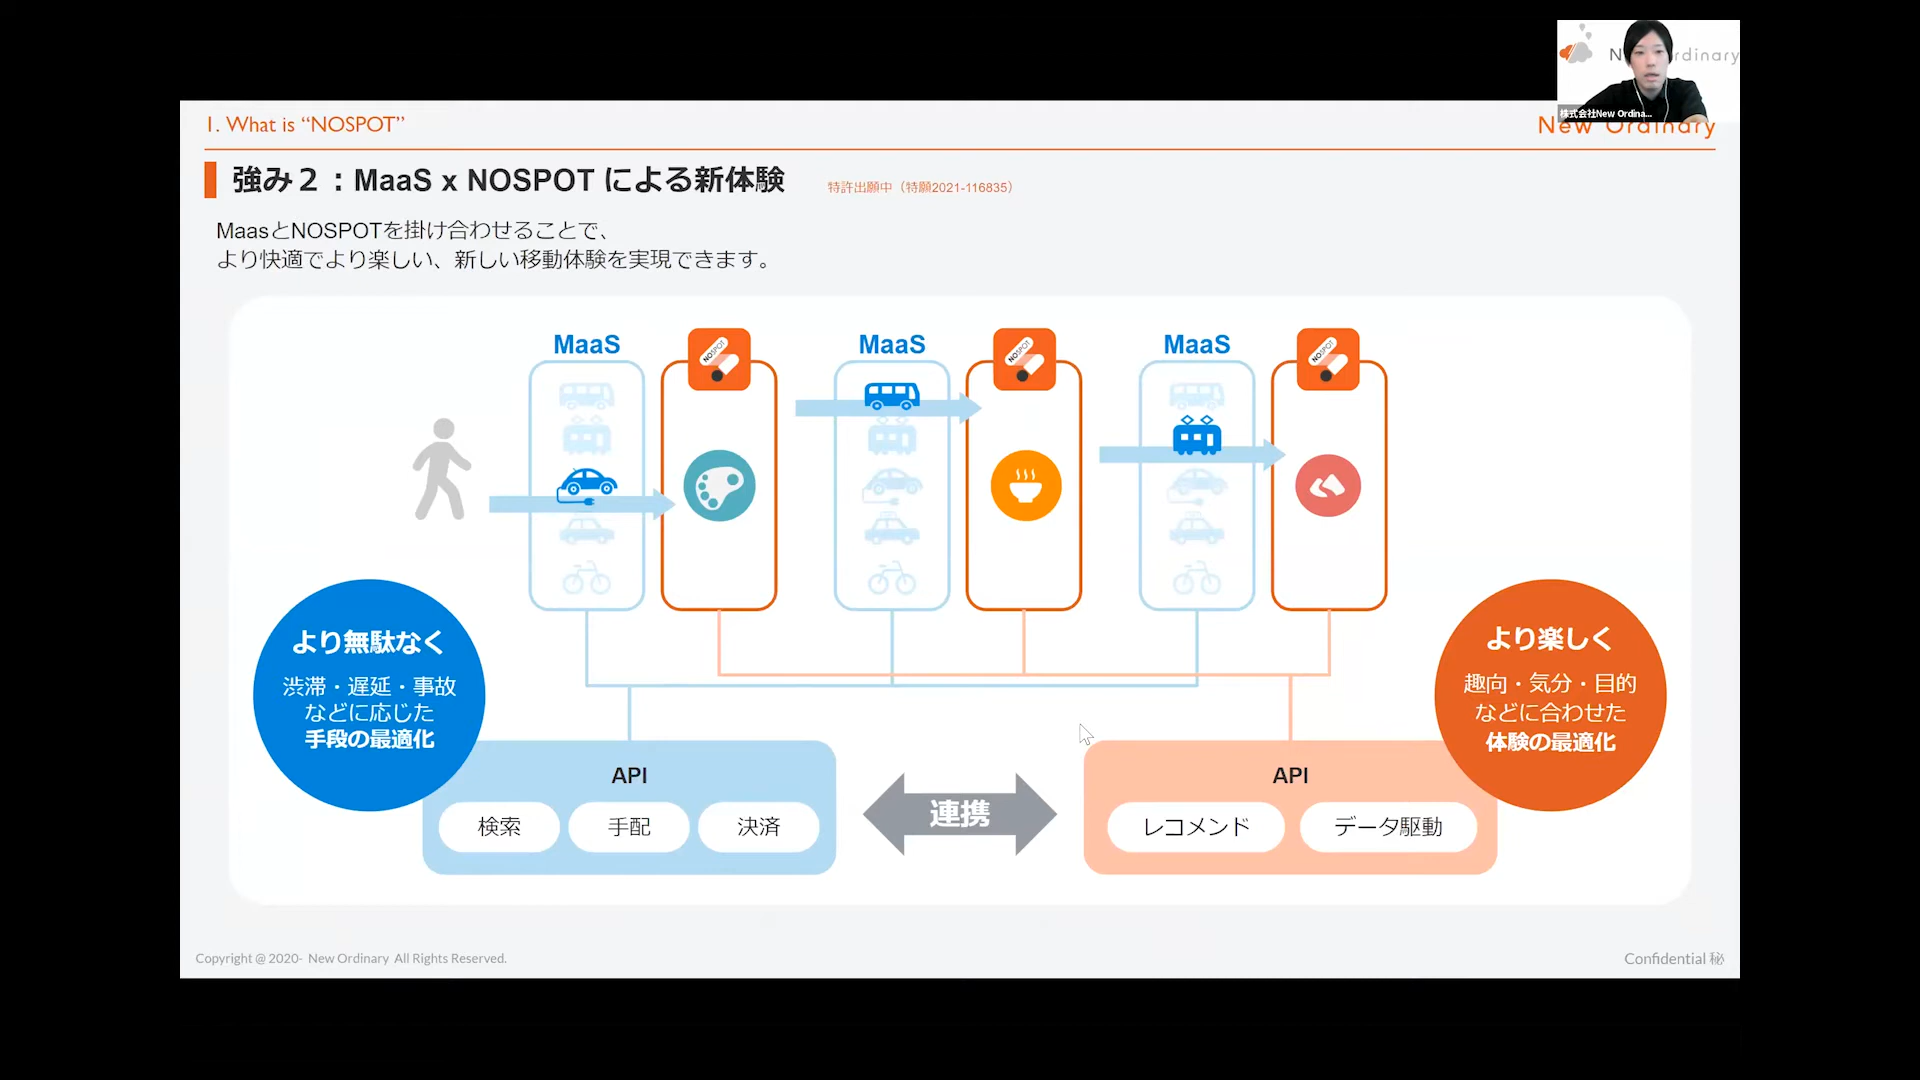 N rdinary
株式会社New Ordina...
1. What is “NOSPOT”
New Ordinary
強み２：MaaS x NOSPOT による新体験
特許出願中（特願2021-116835）
MaasとNOSPOTを掛け合わせることで、
より快適でより楽しい、新しい移動体験を実現できます。
MaaS
NOSPOT
MaaS
NOSPOT
MaaS
NOSPOT
より無駄なく
渋滞・遅延・事故
などに応じた
手段の最適化
より楽しく
趣向・気分・目的
などに合わせた
体験の最適化
API
検索
手配
決済
連携
API
レコメンド
データ駆動
Copyright @ 2020- New Ordinary All Rights Reserved.
Confidential ㊙